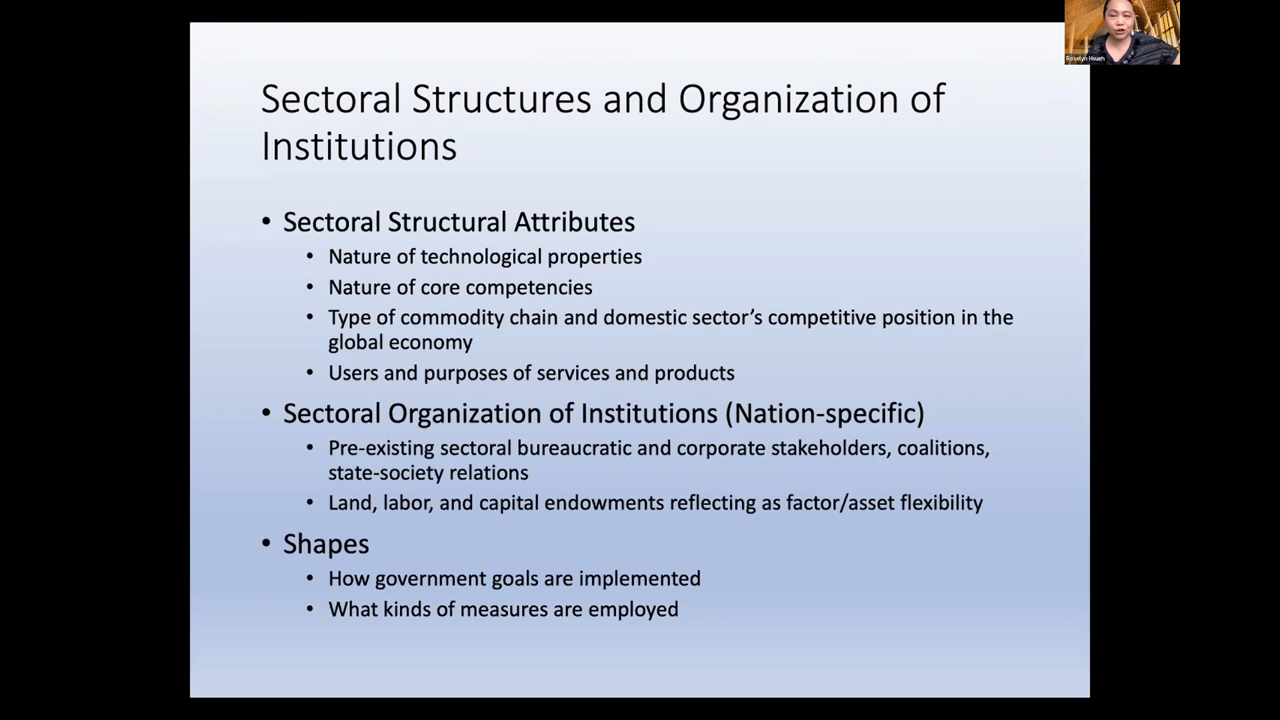 Roselyn Hsueh
Sectoral Structures and Organization of
Institutions
• Sectoral Structural Attributes
• Nature of technological properties
• Nature of core competencies
• Type of commodity chain and domestic sector’s competitive position in the
global economy
• Users and purposes of services and products
• Sectoral Organization of Institutions (Nation-specific)
• Pre-existing sectoral bureaucratic and corporate stakeholders, coalitions,
state-society relations
• Land, labor, and capital endowments reflecting as factor/asset flexibility
• Shapes
• How government goals are implemented
• What kinds of measures are employed